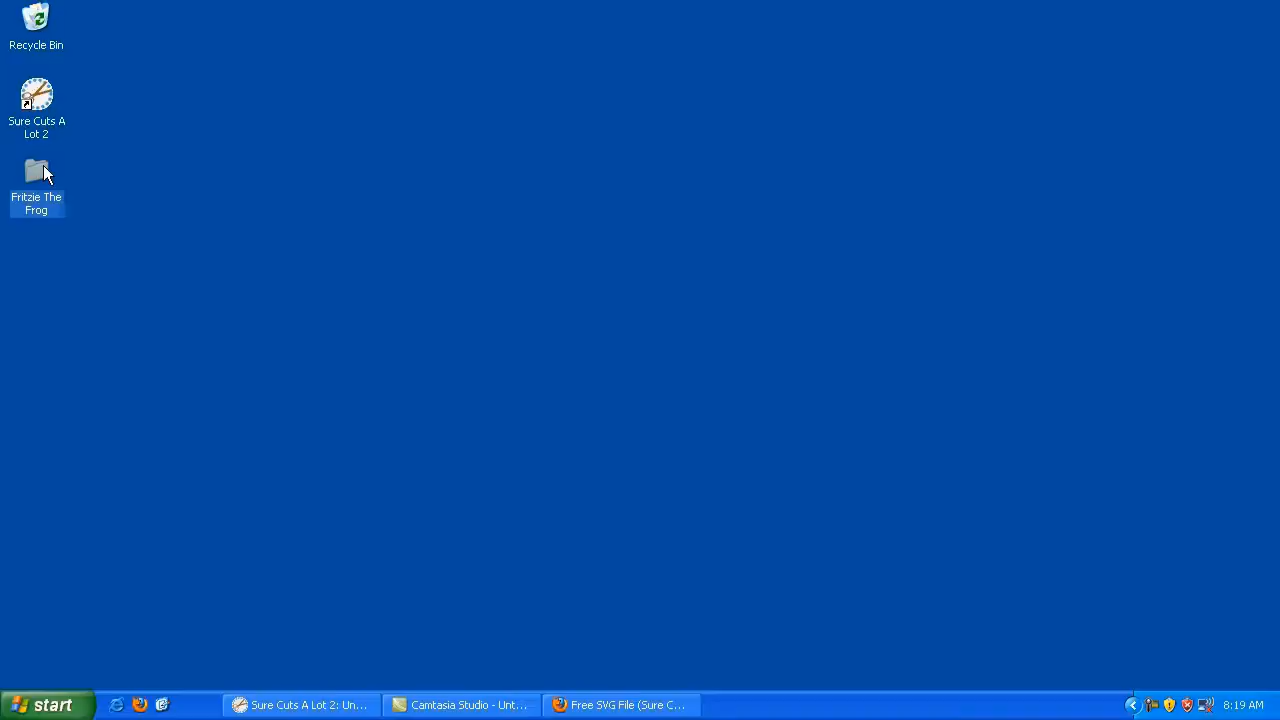 Recycle Bin
Sure Cuts A
Lot 2
Fritzie The
Frog
start
Sure Cuts A Lot 2: Un...
Camtasia Studio - Unt...
Free SVG File (Sure C...
8:19 AM